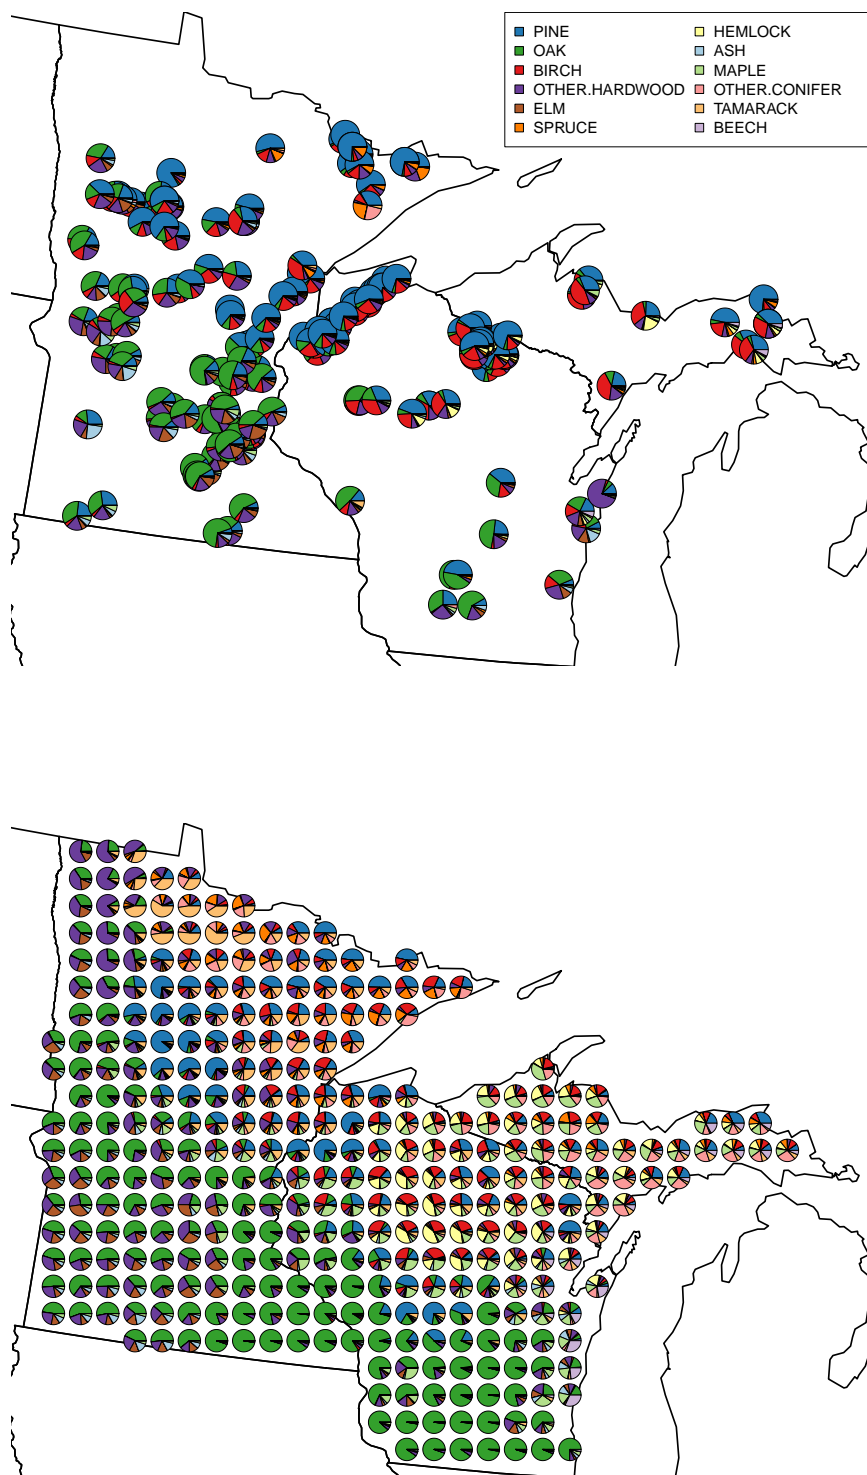 PINE
OAK
BIRCH
OTHER.HARDWOOD
ELM
SPRUCE
HEMLOCK
ASH
MAPLE
OTHER.CONIFER
TAMARACK
BEECH